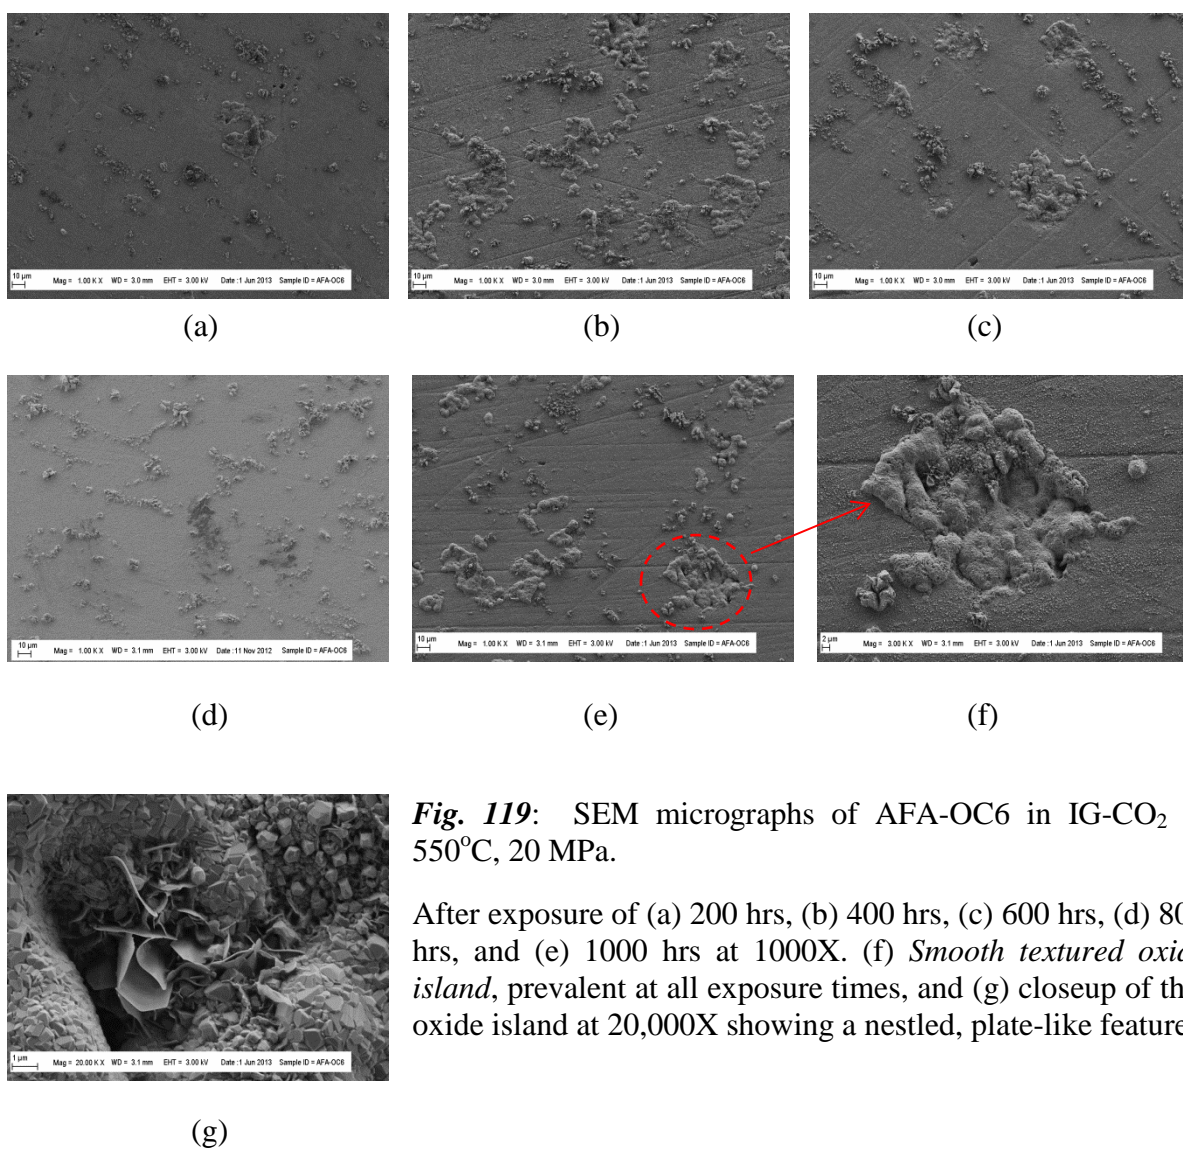 10 µm Mag = 1.00 K X WD = 3.0 mm EHT = 3.00 kV Date :1 Jun 2013 Sample ID = AFA-OC6
10 µm Mag = 1.00 K X WD = 3.0 mm EHT = 3.00 kV Date :1 Jun 2013 Sample ID = AFA-OC6
10 µm Mag = 1.00 K X WD = 3.0 mm EHT = 3.00 kV Date :1 Jun 2013 Sample ID = AFA-OC6
(a) (b) (c)
10 µm Mag = 1.00 K X WD = 3.1 mm EHT = 3.00 kV Date :11 Nov 2012 Sample ID = AFA-OC6
10 µm Mag = 1.00 K X WD = 3.1 mm EHT = 3.00 kV Date :1 Jun 2013 Sample ID = AFA-OC6
2 µm Mag = 3.00 K X WD = 3.1 mm EHT = 3.00 kV Date :1 Jun 2013 Sample ID = AFA-OC6
(d) (e) (f)
1 µm Mag = 20.00 K X WD = 3.1 mm EHT = 3.00 kV Date :1 Jun 2013 Sample ID = AFA-OC6
(g)
Fig. 119: SEM micrographs of AFA-OC6 in IG-CO₂
550°C, 20 MPa.
After exposure of (a) 200 hrs, (b) 400 hrs, (c) 600 hrs, (d) 80
hrs, and (e) 1000 hrs at 1000X. (f) Smooth textured oxid
island, prevalent at all exposure times, and (g) closeup of th
oxide island at 20,000X showing a nestled, plate-like feature